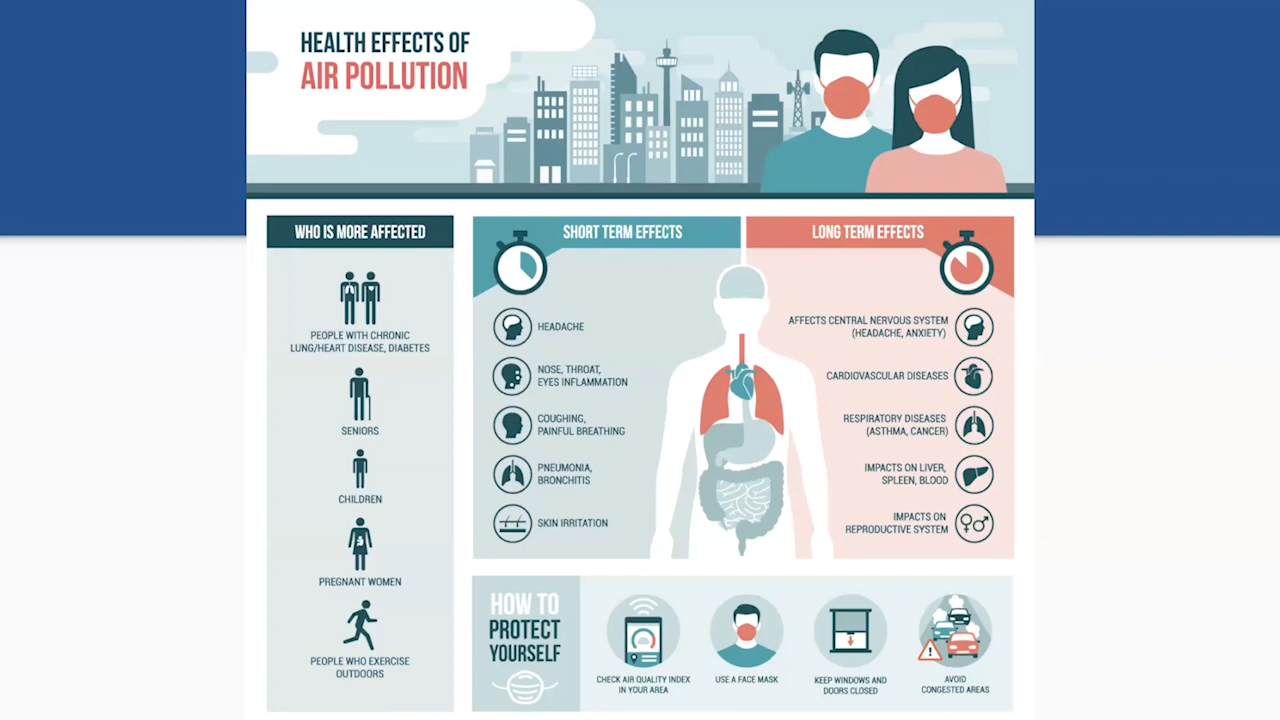 HEALTH EFFECTS OF
AIR POLLUTION
WHO IS MORE AFFECTED
PEOPLE WITH CHRONIC
LUNG/HEART DISEASE, DIABETES
SENIORS
CHILDREN
PREGNANT WOMEN
PEOPLE WHO EXERCISE
OUTDOORS
SHORT TERM EFFECTS
HEADACHE
NOSE, THROAT,
EYES INFLAMMATION
COUGHING,
PAINFUL BREATHING
PNEUMONIA,
BRONCHITIS
SKIN IRRITATION
LONG TERM EFFECTS
AFFECTS CENTRAL NERVOUS SYSTEM
(HEADACHE, ANXIETY)
CARDIOVASCULAR DISEASES
RESPIRATORY DISEASES
(ASTHMA, CANCER)
IMPACTS ON LIVER,
SPLEEN, BLOOD
IMPACTS ON
REPRODUCTIVE SYSTEM
HOW TO
PROTECT
YOURSELF
CHECK AIR QUALITY INDEX
IN YOUR AREA
USE A FACE MASK
KEEP WINDOWS AND
DOORS CLOSED
AVOID
CONGESTED AREAS